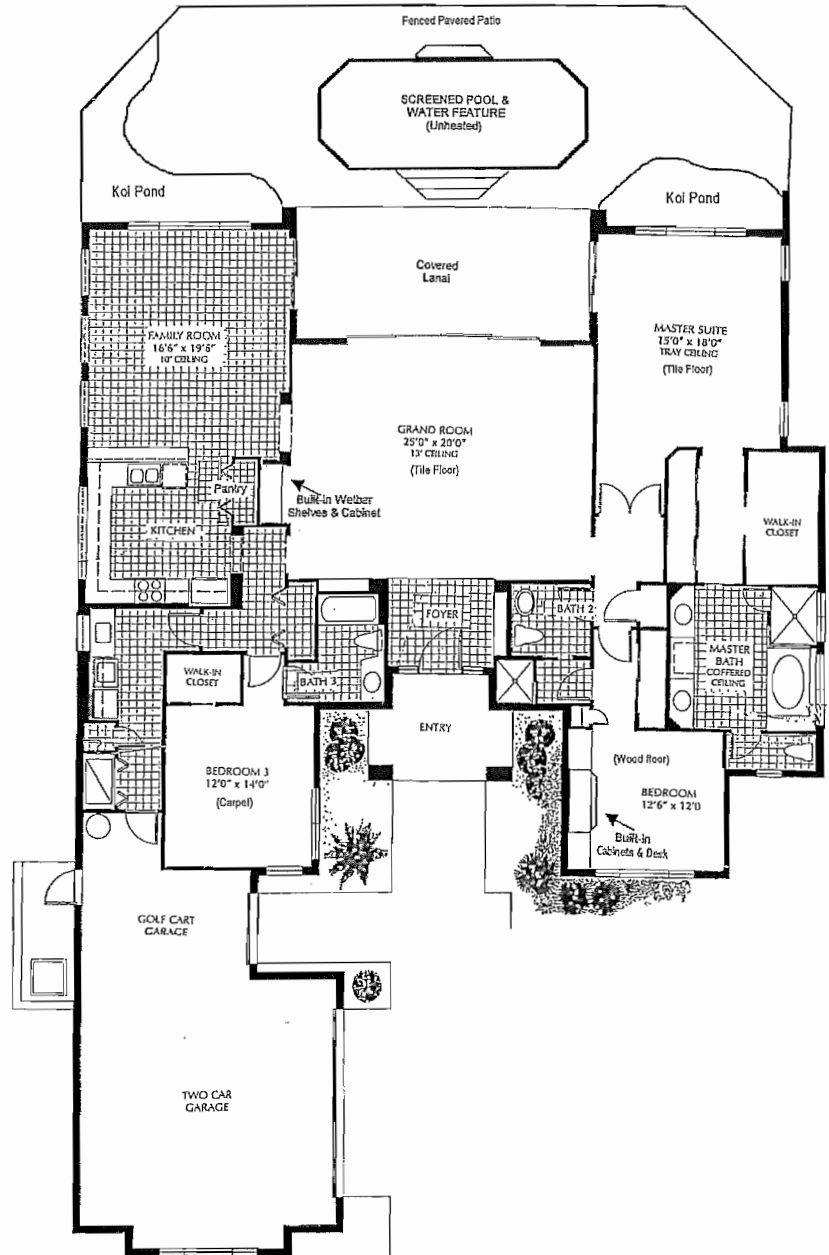 Fenced Pavered Patio
SCREENED POOL &
WATER FEATURE
(Unheated)
Koi Pond
Koi Pond
Covered
Lanai
FAMILY ROOM
16'6" x 19'8"
10' CEILING
MASTER SUITE
15'0" x 18'0"
TRAY CEILING
(Tile Floor)
GRAND ROOM
25'0" x 20'0"
13' CEILING
(Tile Floor)
Pantry
Built-in Wetbar
Shelves & Cabinet
KITCHEN
WALK-IN
CLOSET
FOYER
BATH 2
MASTER
BATH
COFFERED
CEILING
WALK-IN
CLOSET
BATH 3
ENTRY
BEDROOM 3
12'0" x 14'0"
(Carpet)
(Wood floor)
BEDROOM
12'6" x 12'0
Built-in
Cabinets & Desk
GOLF CART
GARAGE
TWO CAR
GARAGE